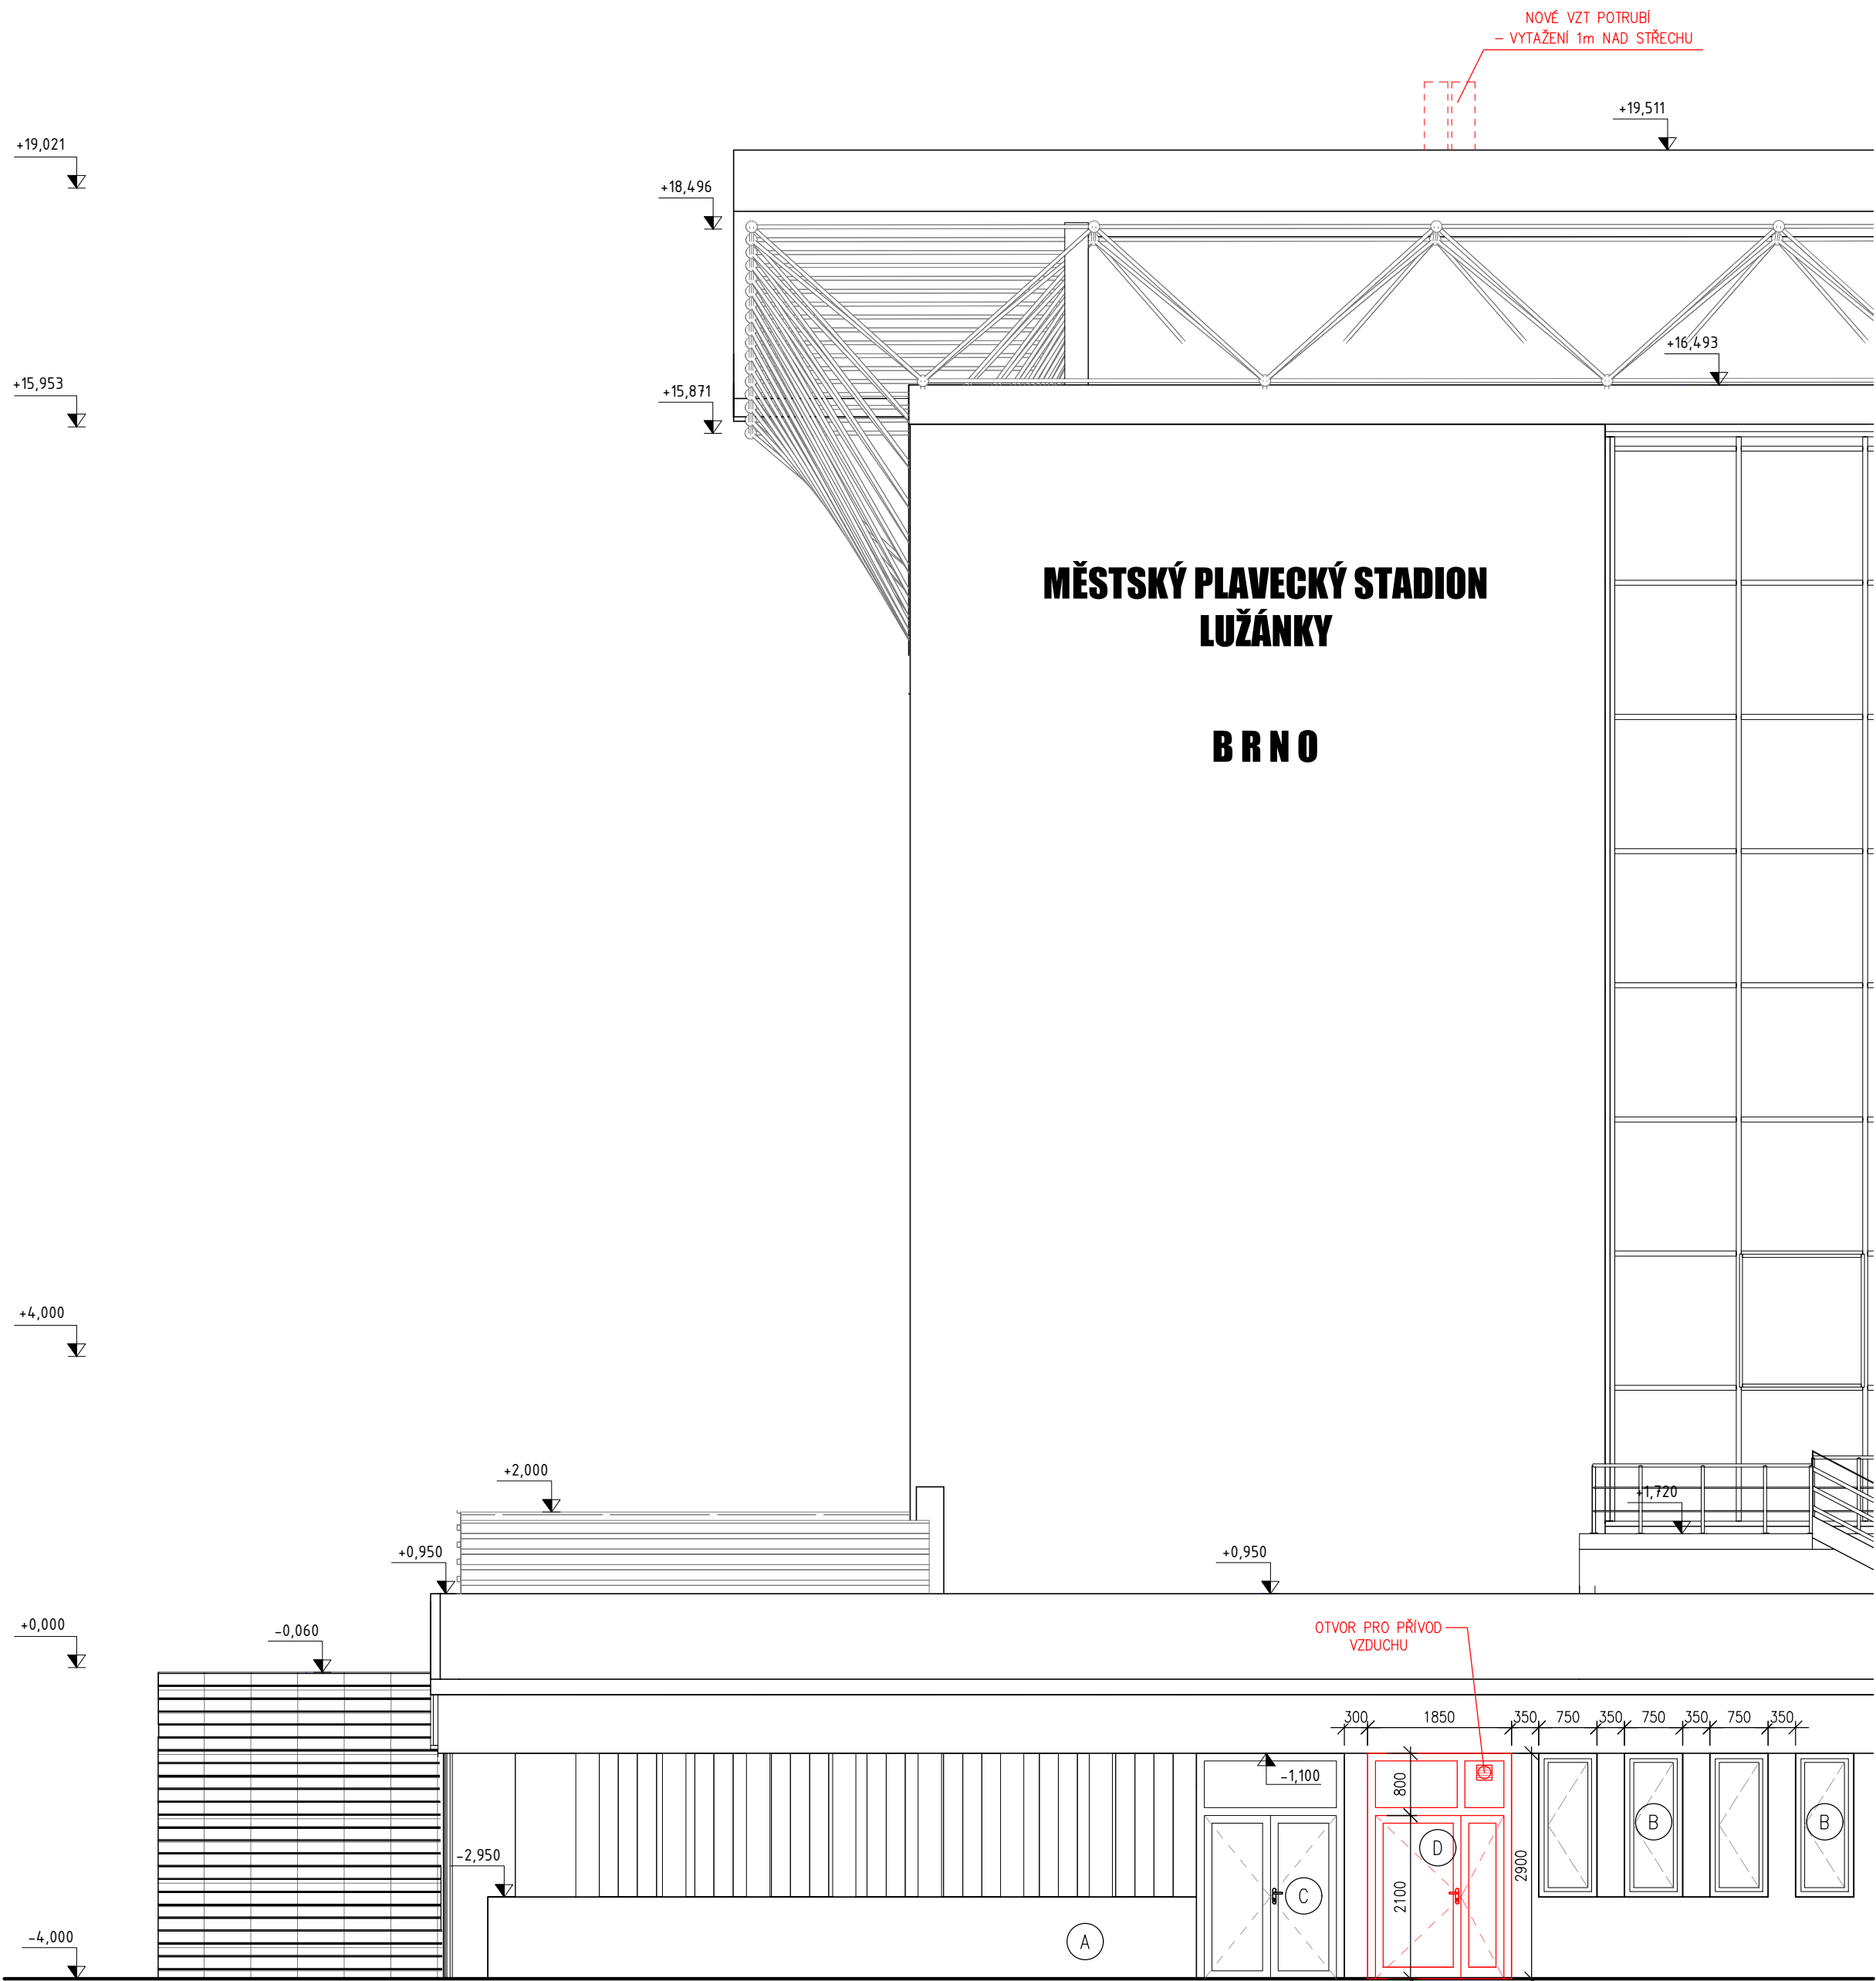 NOVÉ VZT POTRUBÍ
– VYTAŽENÍ 1m NAD STŘECHU
+19,511
+19,021
+18,496
+16,493
+15,953
+15,871
MĚSTSKÝ PLAVECKÝ STADION
LUŽÁNKY
BRNO
+4,000
+2,000
+1,720
+0,950
+0,950
+0,000
-0,060
OTVOR PRO PŘÍVOD
VZDUCHU
300 1850 350 750 350 750 350 750 350
-1,100
800
B
B
D
-2,950
2900
2100
C
A
-4,000